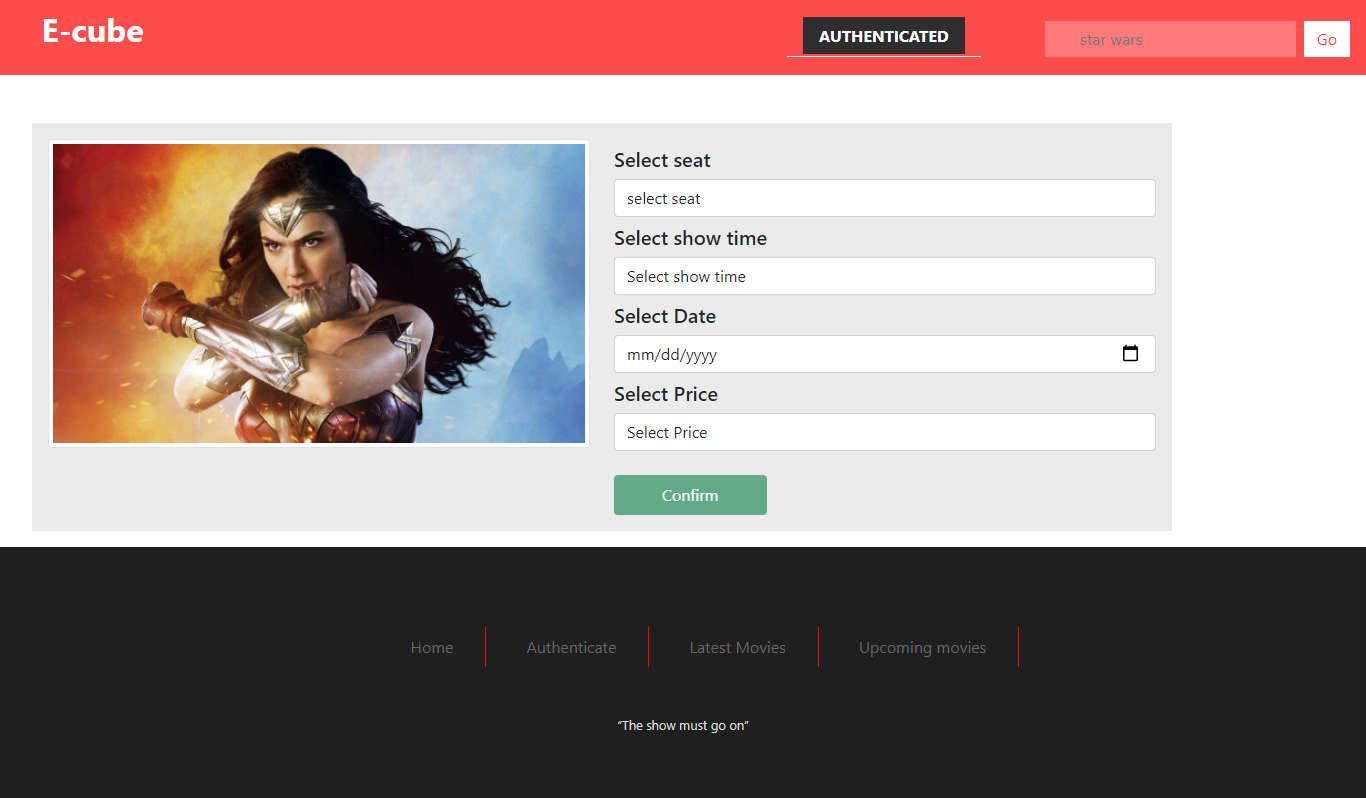 E-cube
AUTHENTICATED
star wars
Go
Select seat
select seat
Select show time
Select show time
Select Date
mm/dd/yyyy
Select Price
Select Price
Confirm
Home
Authenticate
Latest Movies
Upcoming movies
“The show must go on”